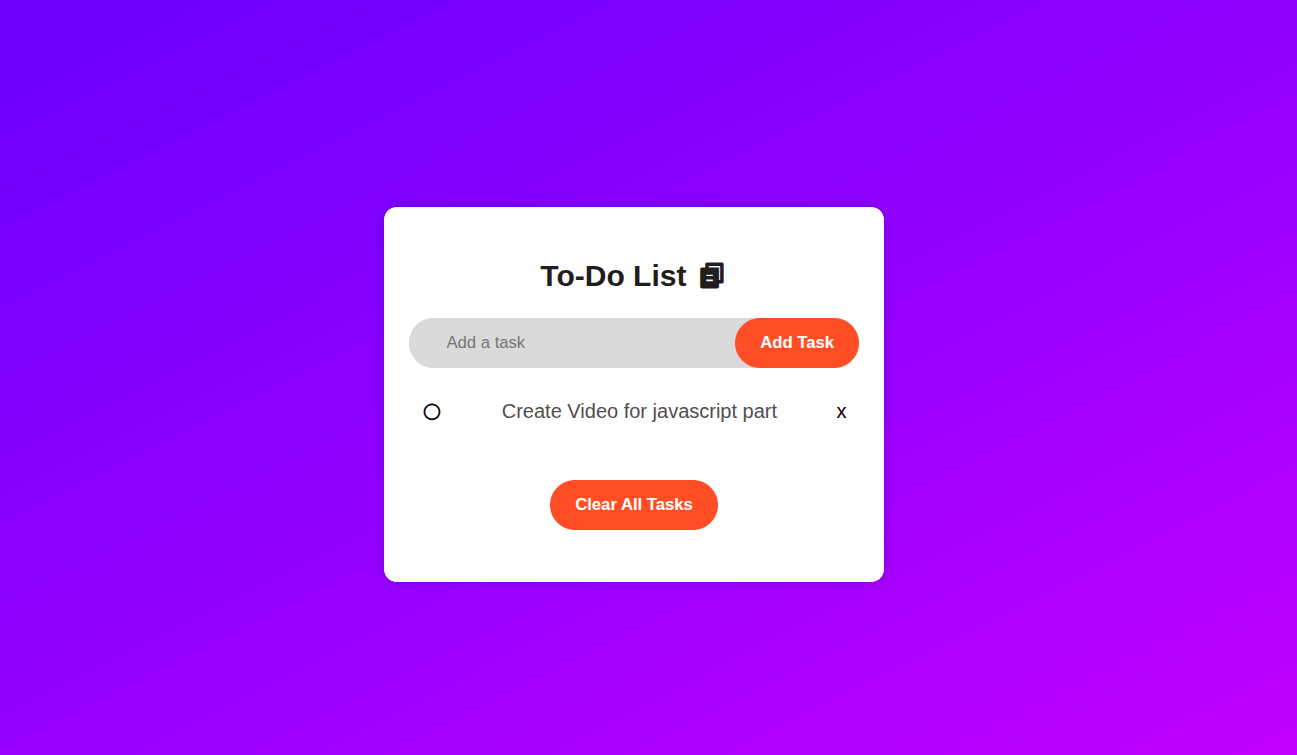 To-Do List
Add a task
Add Task
Create Video for javascript part
x
Clear All Tasks